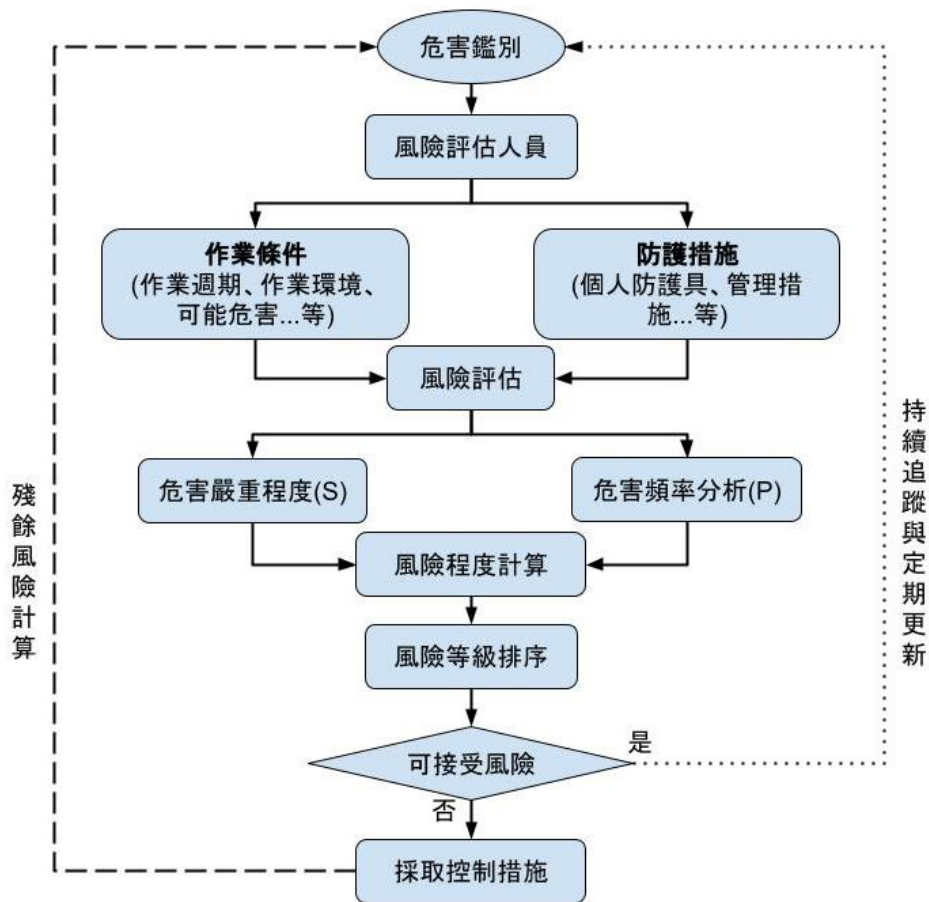 危害鑑別
風險評估人員
作業條件
(作業週期、作業環境、
可能危害...等)
防護措施
(個人防護具、管理措
施...等)
風險評估
危害嚴重程度(S)
危害頻率分析(P)
風險程度計算
風險等級排序
可接受風險
是
否
採取控制措施
殘餘風險計算
持續追蹤與定期更新